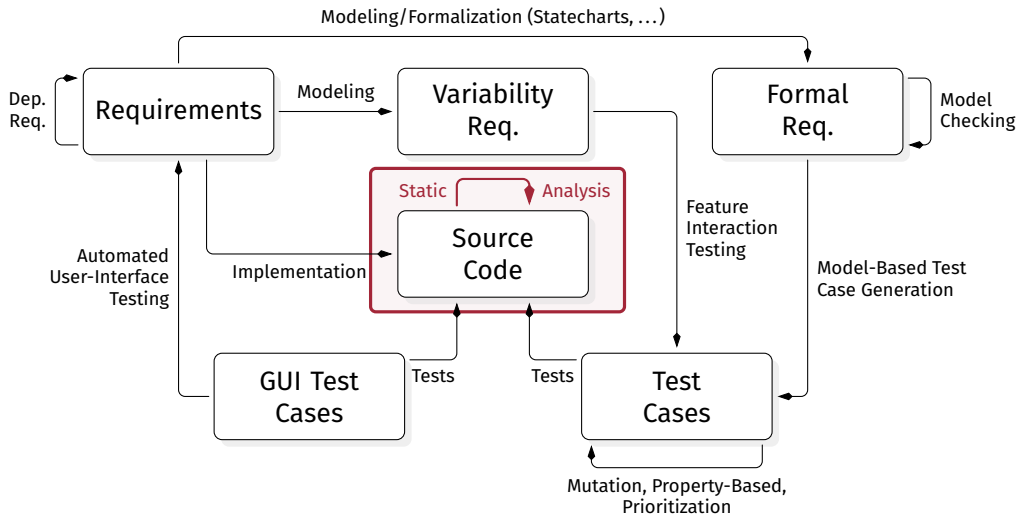 Modeling/Formalization (Statecharts, …)
Dep.
Req.
Requirements
Modeling
Variability
Req.
Formal
Req.
Model
Checking
Static
Analysis
Source
Code
Automated
User-Interface
Testing
Implementation
Feature
Interaction
Testing
Model-Based Test
Case Generation
GUI Test
Cases
Tests
Tests
Test
Cases
Mutation, Property-Based,
Prioritization